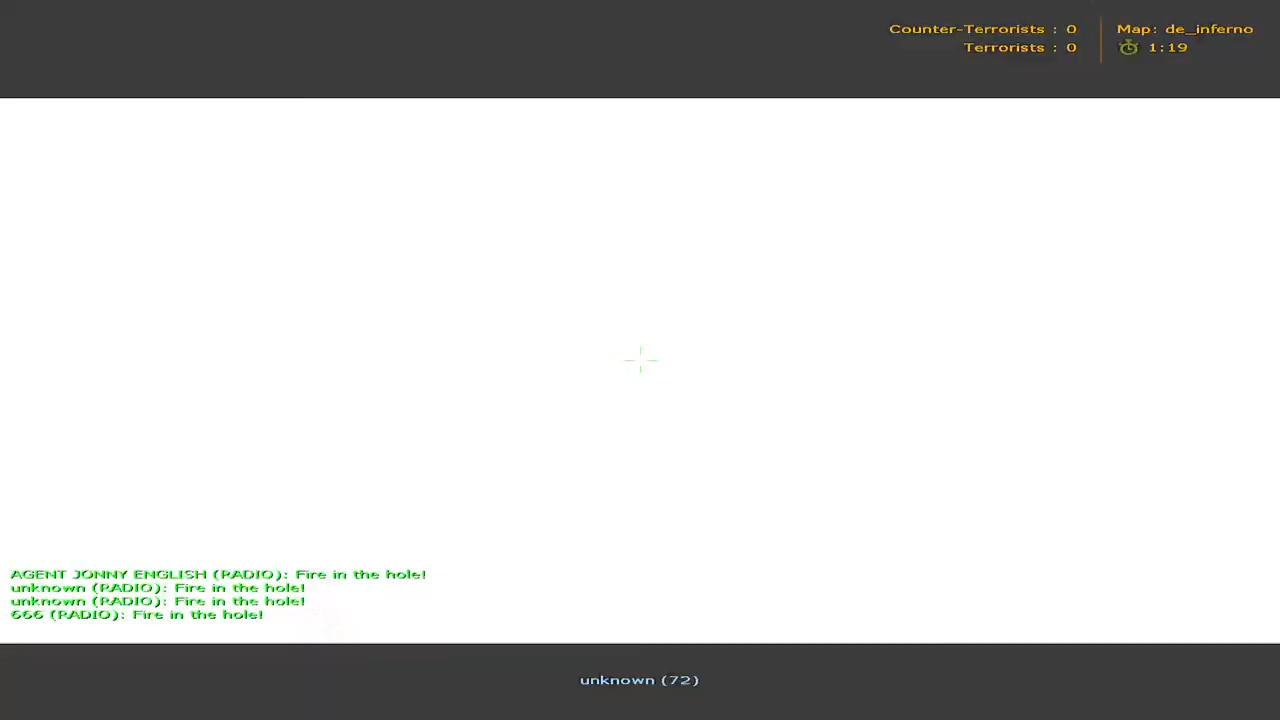 Counter-Terrorists : 0
Terrorists : 0
Map: de_inferno
1:19
AGENT JONNY ENGLISH (RADIO): Fire in the hole!
unknown (RADIO): Fire in the hole!
unknown (RADIO): Fire in the hole!
666 (RADIO): Fire in the hole!
unknown (72)